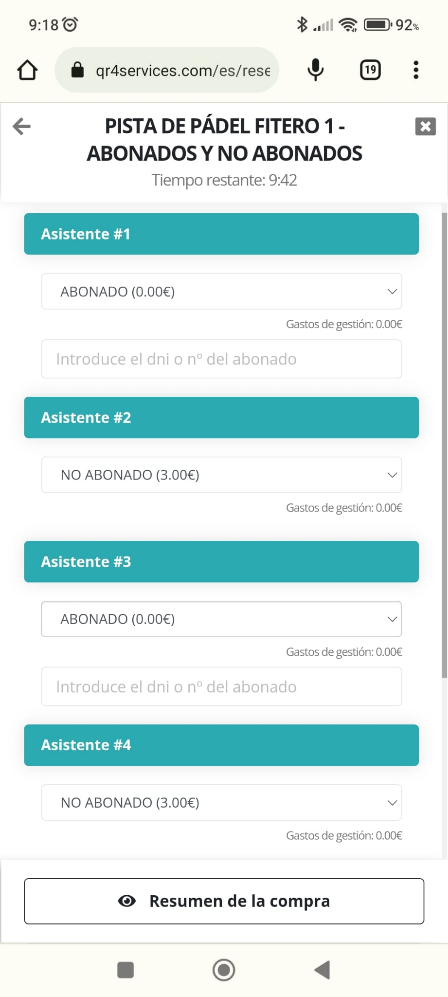 9:18
92%
qr4services.com/es/rese
19
PISTA DE PÁDEL FITERO 1 -
ABONADOS Y NO ABONADOS
Tiempo restante: 9:42
Asistente #1
ABONADO (0.00€)
Gastos de gestión: 0.00€
Introduce el dni o nº del abonado
Asistente #2
NO ABONADO (3.00€)
Gastos de gestión: 0.00€
Asistente #3
ABONADO (0.00€)
Gastos de gestión: 0.00€
Introduce el dni o nº del abonado
Asistente #4
NO ABONADO (3.00€)
Gastos de gestión: 0.00€
Resumen de la compra